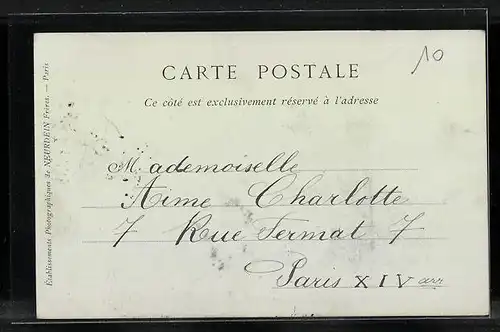 10
CARTE POSTALE
Ce côté est exclusivement réservé à l'adresse
Mademoiselle
Aime Charlotte
7 Rue Fermat 7
Paris XIV arr
Établissements Photographiques de NEURDEIN Frères. — Paris